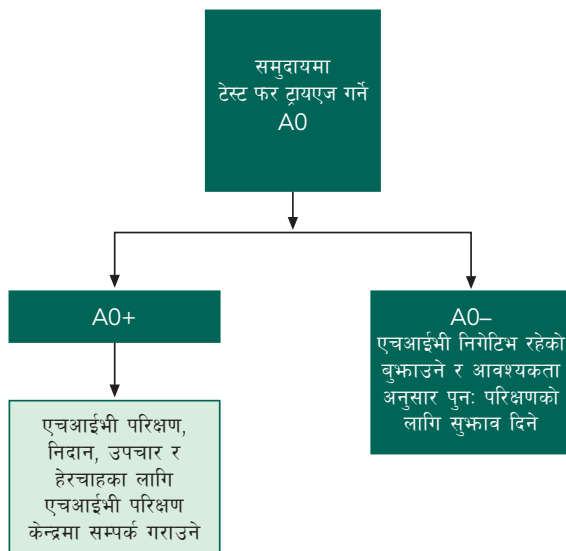 समुदायमा
टेस्ट फर ट्रायएज गर्ने
A0
A0+
एचआईभी परिक्षण,
निदान, उपचार र
हेरचाहका लागि
एचआईभी परिक्षण
केन्द्रमा सम्पर्क गराउने
A0–
एचआईभी निगेटिभ रहेको
बुझाउने र आवश्यकता
अनुसार पुनः परिक्षणको
लागि सुझाव दिने